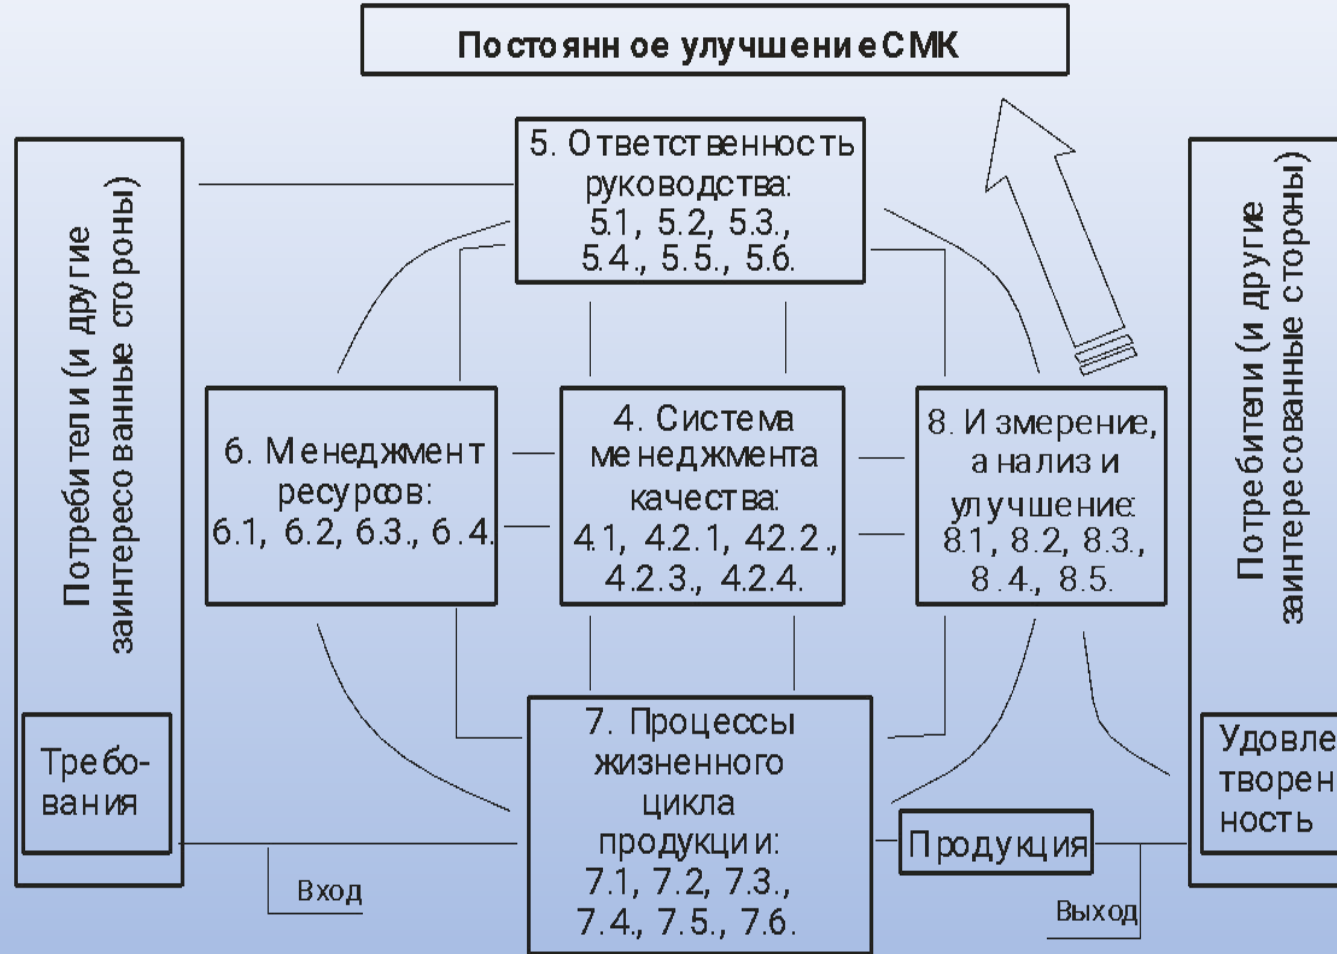 Постоянное улучшение СМК
Потребители (и другие
заинтересованные стороны)
Требо-
вания
5. Ответственность
руководства:
5.1, 5.2, 5.3.,
5.4., 5.5., 5.6.
6. Менеджмент
ресурсов:
6.1, 6.2, 6.3., 6.4.
4. Система
менеджмента
качества:
4.1, 4.2.1, 42.2.,
4.2.3., 4.2.4.
8. Измерение,
анализ и
улучшение:
8.1, 8.2, 8.3.,
8.4., 8.5.
7. Процессы
жизненного
цикла
продукции:
7.1, 7.2, 7.3.,
7.4., 7.5., 7.6.
Вход
Продукция
Выход
Потребители (и другие
заинтересованные стороны)
Удовле
творен
ность